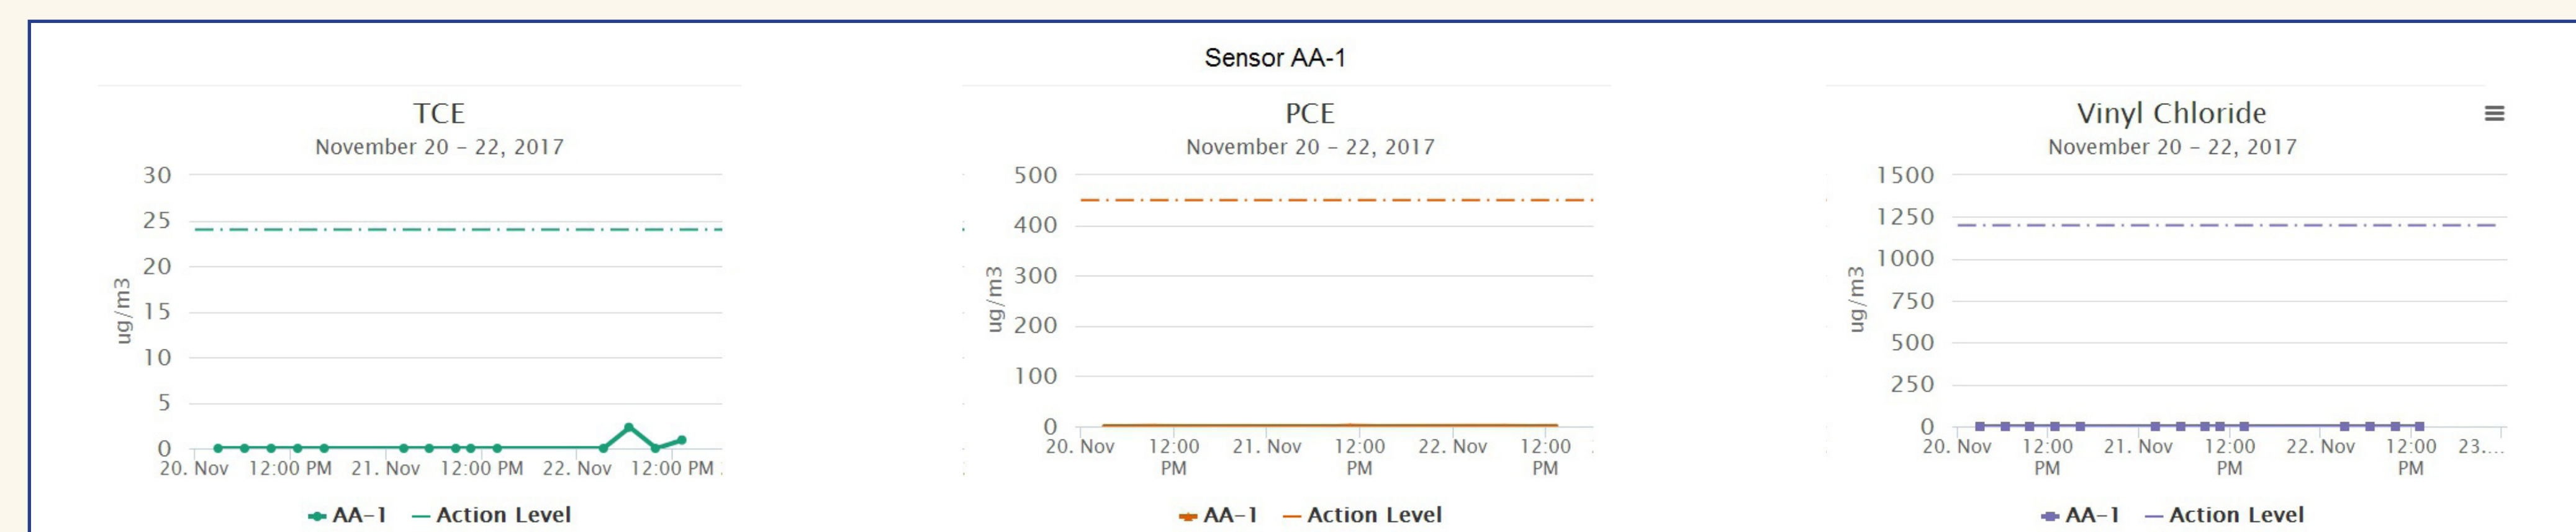 Sensor AA-1
TCE
November 20 – 22, 2017
30
25
20
15
10
5
0
ug/m3
20. Nov 12:00 PM 21. Nov 12:00 PM 22. Nov 12:00 PM
AA-1 Action Level
PCE
November 20 – 22, 2017
500
400
300
200
100
0
ug/m3
20. Nov 12:00 PM 21. Nov 12:00 PM 22. Nov 12:00 PM
AA-1 Action Level
Vinyl Chloride
November 20 – 22, 2017
1500
1250
1000
750
500
250
0
ug/m3
20. Nov 12:00 PM 21. Nov 12:00 PM 22. Nov 12:00 PM 23....
AA-1 Action Level